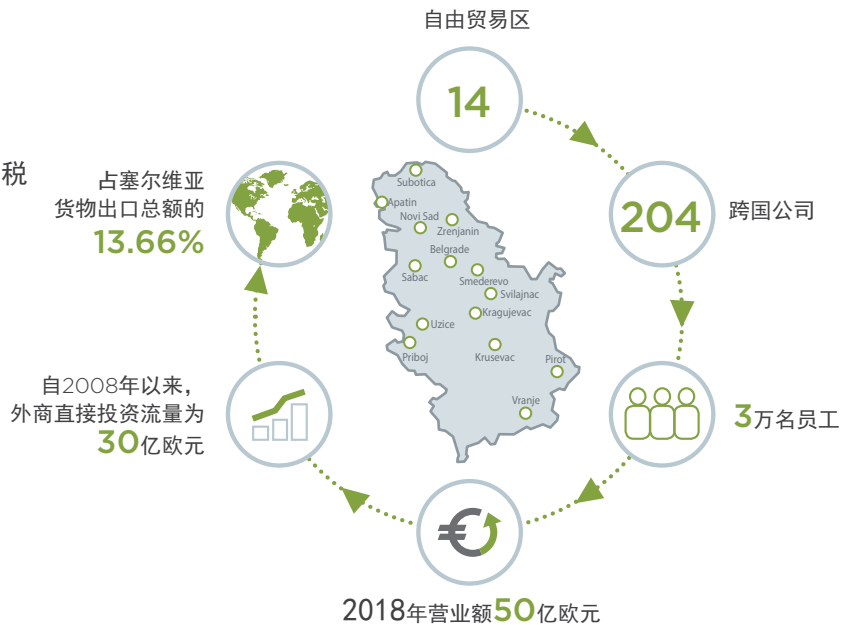 自由贸易区
14
税
占塞尔维亚
货物出口总额的
13.66%
204
跨国公司
Subotica
Apatin
Novi Sad
Zrenjanin
Belgrade
Sabac
Smederevo
Svilajnac
Kragujevac
Uzice
Priboj
Krusevac
Pirot
Vranje
自2008年以来，
外商直接投资流量为
30亿欧元
3万名员工
2018年营业额50亿欧元